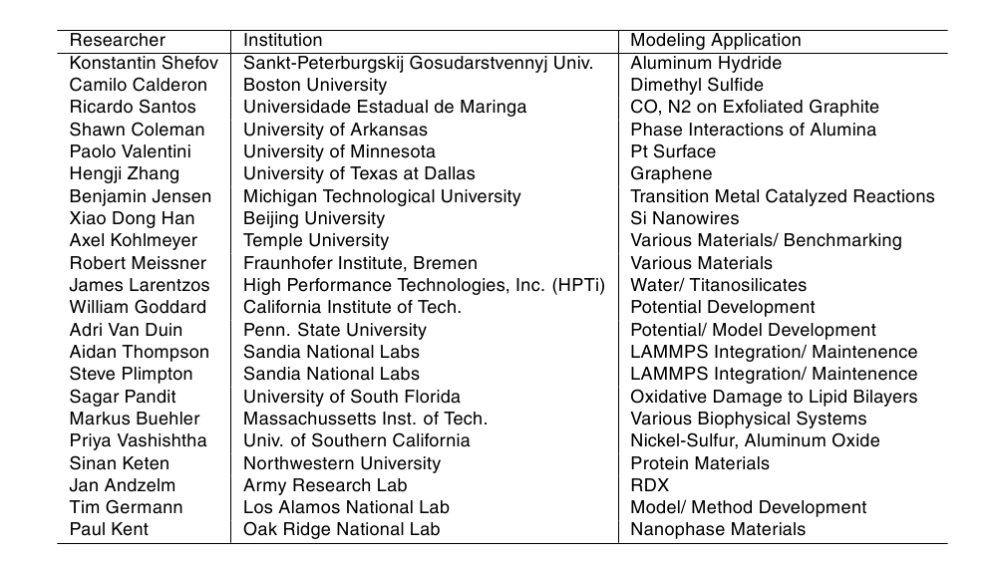 Researcher Institution Modeling Application
Konstantin Shefov Sankt-Peterburgskij Gosudarstvennyj Univ. Aluminum Hydride
Camilo Calderon Boston University Dimethyl Sulfide
Ricardo Santos Universidade Estadual de Maringa CO, N2 on Exfoliated Graphite
Shawn Coleman University of Arkansas Phase Interactions of Alumina
Paolo Valentini University of Minnesota Pt Surface
Hengji Zhang University of Texas at Dallas Graphene
Benjamin Jensen Michigan Technological University Transition Metal Catalyzed Reactions
Xiao Dong Han Beijing University Si Nanowires
Axel Kohlmeyer Temple University Various Materials/ Benchmarking
Robert Meissner Fraunhofer Institute, Bremen Various Materials
James Larentzos High Performance Technologies, Inc. (HPTi) Water/ Titanosilicates
William Goddard California Institute of Tech. Potential Development
Adri Van Duin Penn. State University Potential/ Model Development
Aidan Thompson Sandia National Labs LAMMPS Integration/ Maintenence
Steve Plimpton Sandia National Labs LAMMPS Integration/ Maintenence
Sagar Pandit University of South Florida Oxidative Damage to Lipid Bilayers
Markus Buehler Massachussetts Inst. of Tech. Various Biophysical Systems
Priya Vashishtha Univ. of Southern California Nickel-Sulfur, Aluminum Oxide
Sinan Keten Northwestern University Protein Materials
Jan Andzelm Army Research Lab RDX
Tim Germann Los Alamos National Lab Model/ Method Development
Paul Kent Oak Ridge National Lab Nanophase Materials